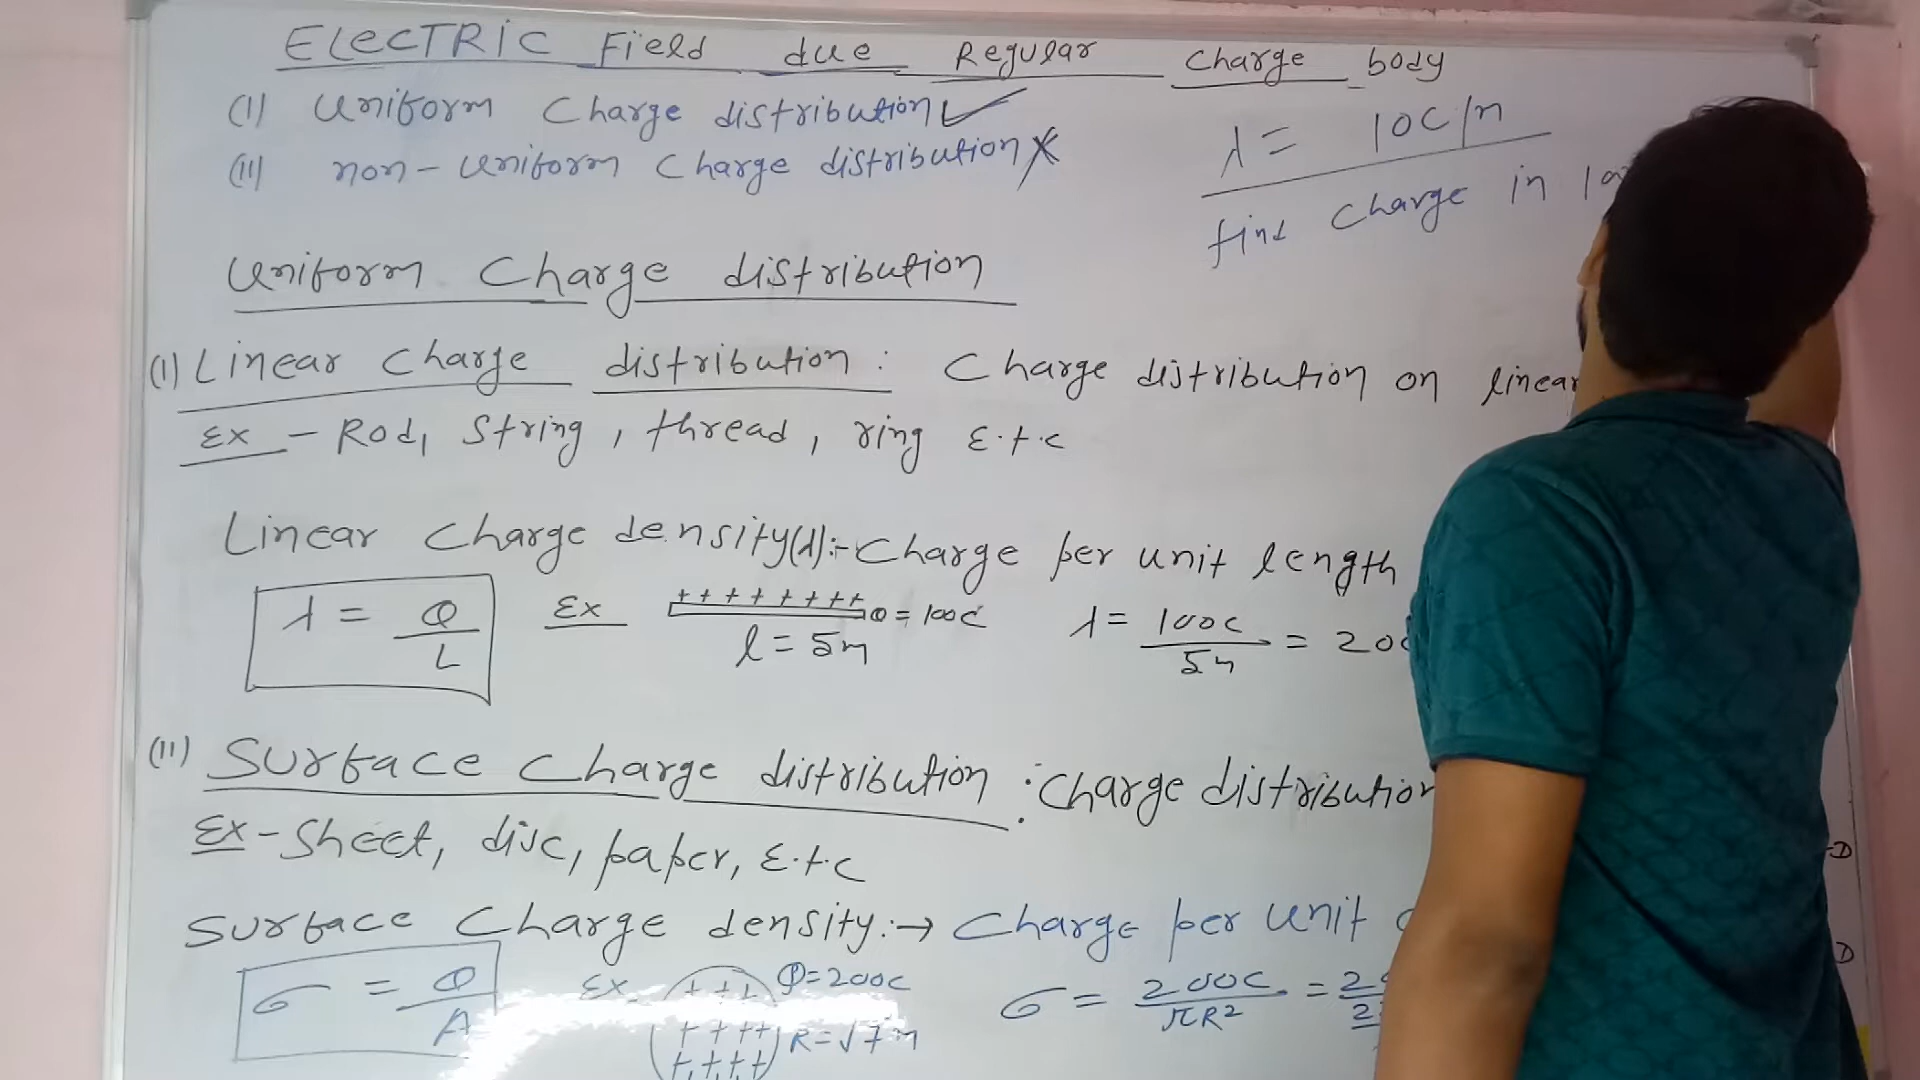 ELECTRIC Field due Regular Charge body
(I) Uniform Charge distribution ✓
(II) non-Uniform Charge distribution ✗
λ = 10C/m
find Charge in
Uniform Charge distribution
(I) Linear Charge distribution : Charge distribution on linear
Ex - Rod, String, thread, ring E.t.c
Linear Charge density(λ):- Charge per unit length
λ = Q/L Ex ++++++++ Q = 100C λ = 100C/5m = 20
l = 5m
(II) Surface Charge distribution : Charge distribution
Ex - Sheet, disc, paper, E.t.c
Surface Charge density :→ Charge per unit
σ = Q/A Ex +++ Q=200C σ = 200C/πR² =
++++ R=√7m
++++